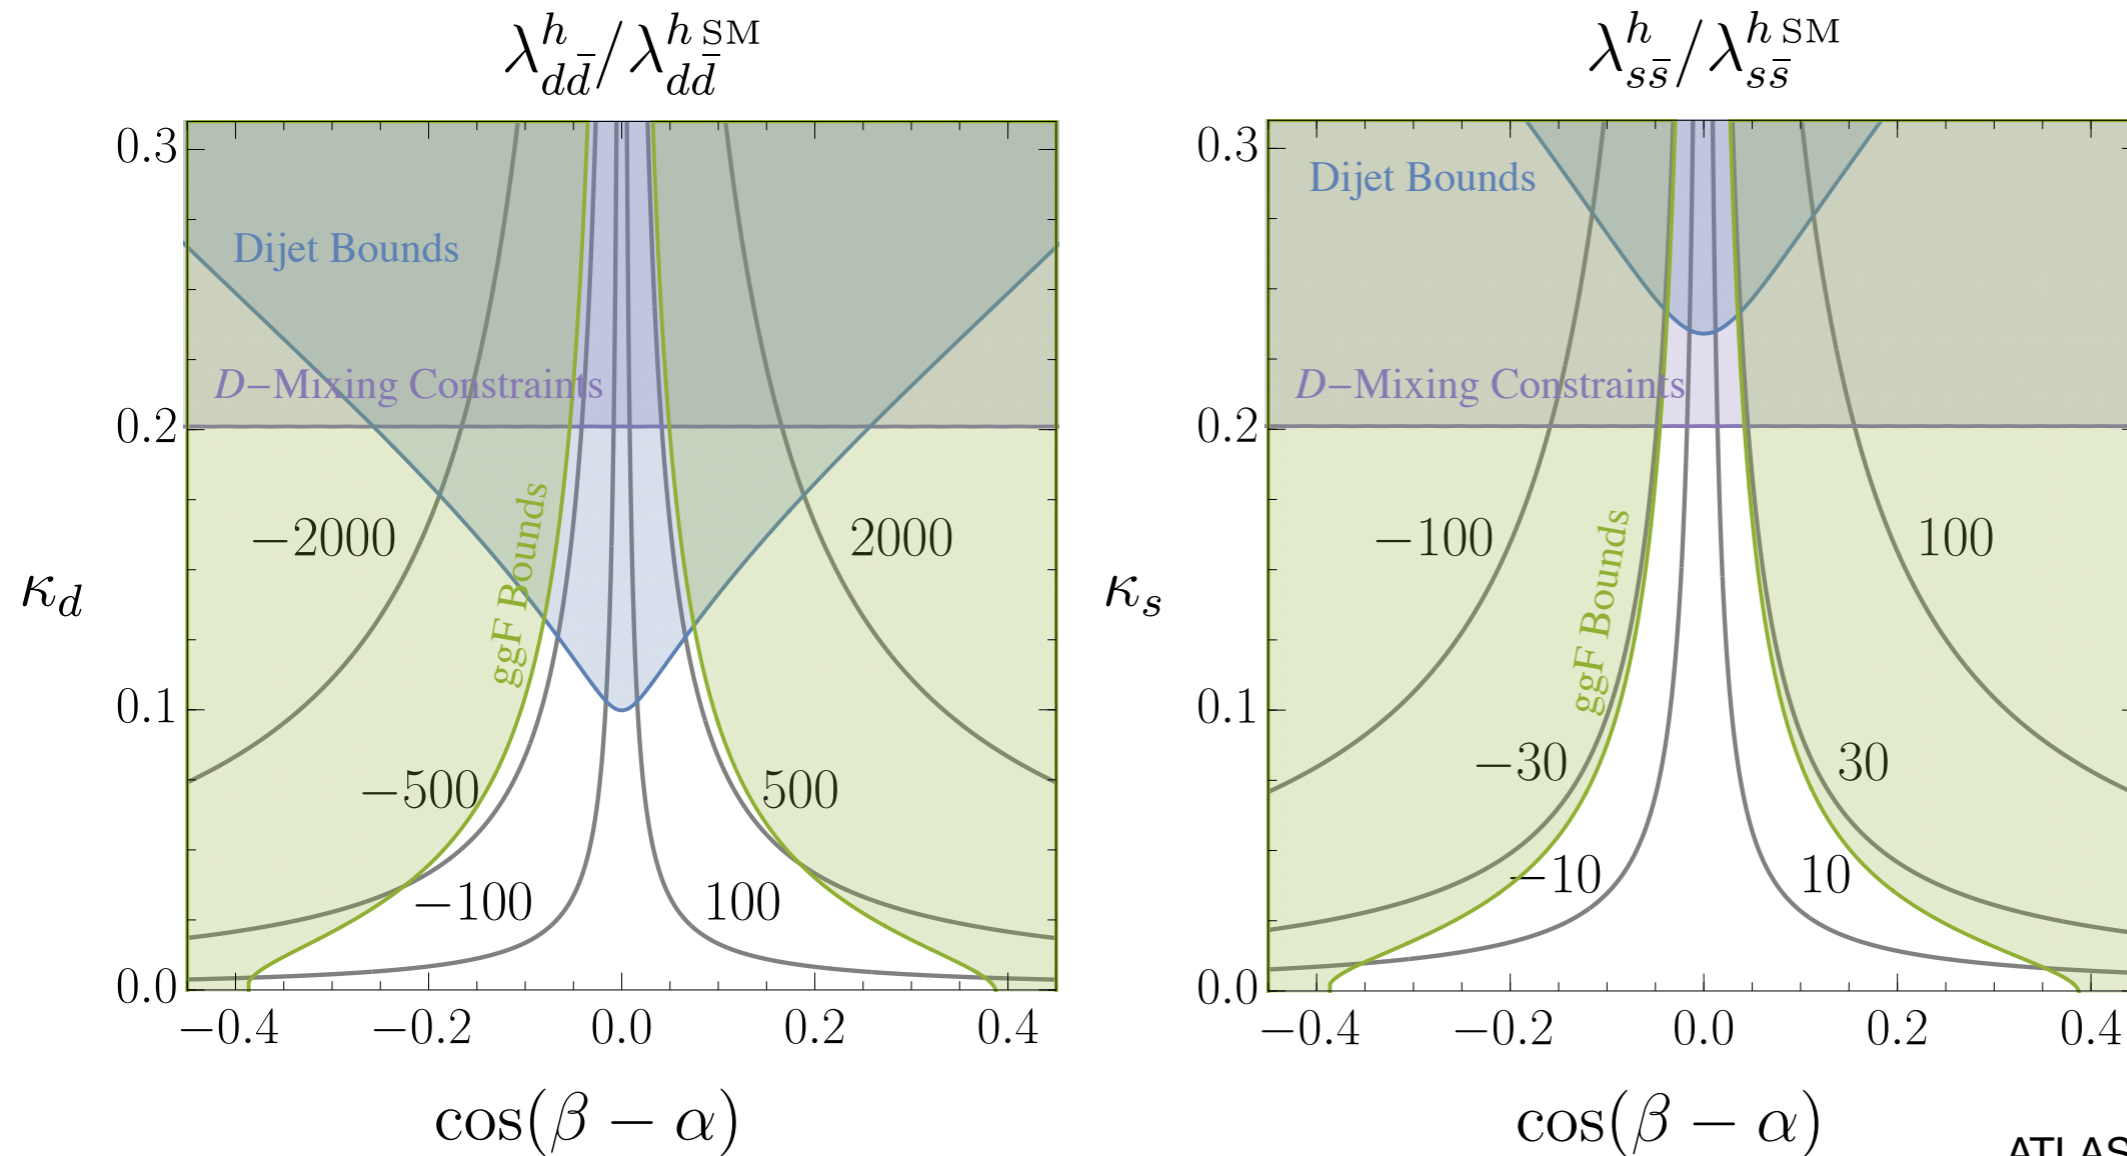 λ^h_{dd̄}/λ^{h SM}_{dd̄}
0.3
0.2
0.1
0.0
κ_d
Dijet Bounds
D−Mixing Constraints
ggF Bounds
−2000
2000
−500
500
−100
100
−0.4 −0.2 0.0 0.2 0.4
cos(β − α)
λ^h_{ss̄}/λ^{h SM}_{ss̄}
0.3
0.2
0.1
0.0
κ_s
Dijet Bounds
D−Mixing Constraints
ggF Bounds
−100
100
−30
30
−10
10
−0.4 −0.2 0.0 0.2 0.4
cos(β − α)
ATLAS